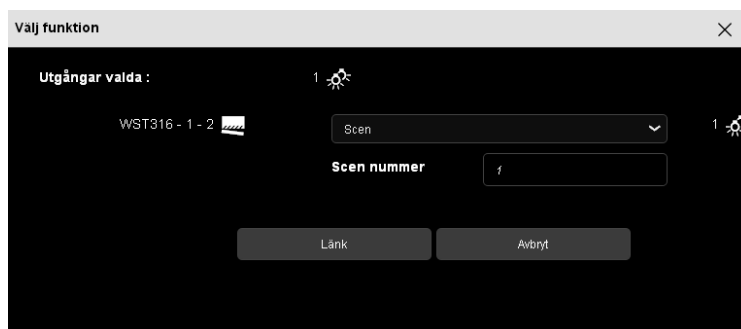 Välj funktion
Utgångar valda : 1
WST316 - 1 - 2 Scen 1
Scen nummer 1
Länk Avbryt